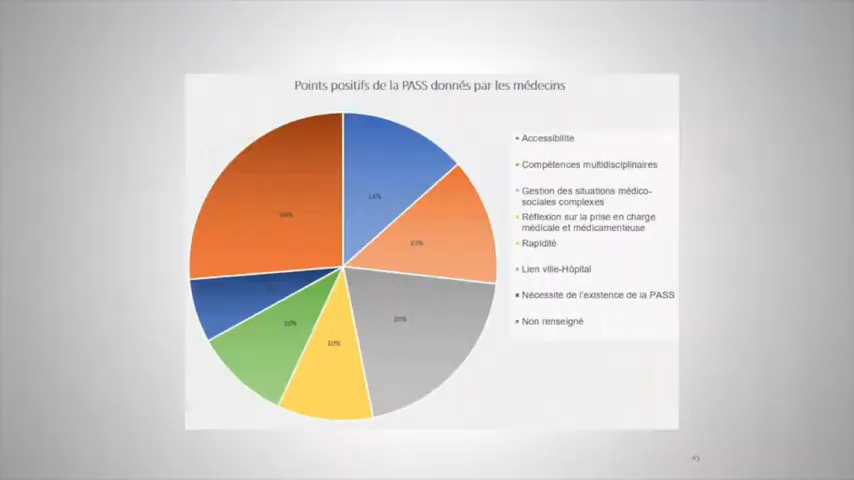 Points positifs de la PASS donnés par les médecins
Accessibilité
Compétences multidisciplinaires
Gestion des situations médico-
sociales complexes
Réflexion sur la prise en charge
médicale et médicamenteuse
Rapidité
Lien ville-Hôpital
Nécessité de l'existence de la PASS
Non renseigné
14%
13%
20%
10%
10%